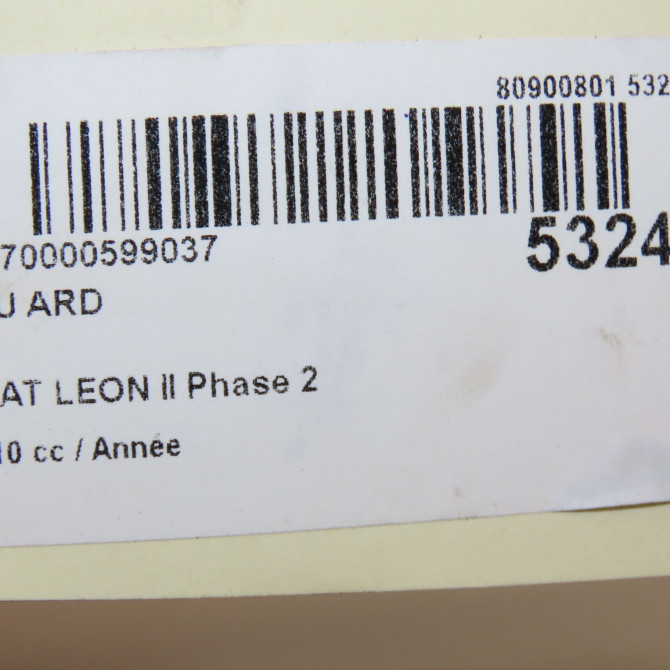 80900801 532
70000599037
5324
U ARD
AT LEON II Phase 2
10 cc / Année